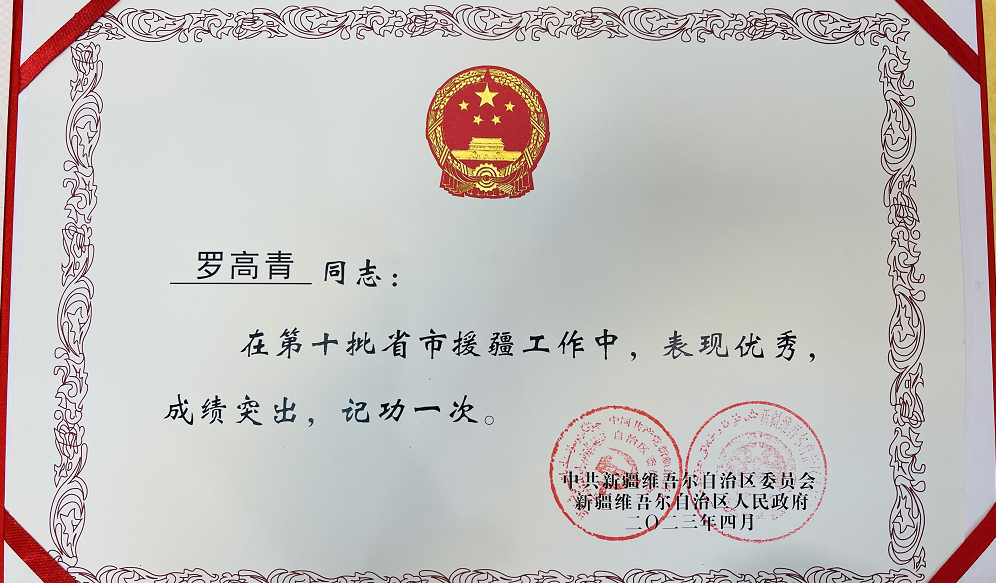 罗高青 同志：
在第十批省市援疆工作中，表现优秀，
成绩突出，记功一次。
中共新疆维吾尔自治区委员会
新疆维吾尔自治区人民政府
二〇二三年四月